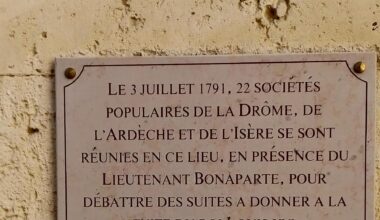 LE 3 JUILLET 1791, 22 SOCIÉTÉS
POPULAIRES DE LA DRÔME, DE
L'ARDÈCHE ET DE L'ISÈRE SE SONT
RÉUNIES EN CE LIEU, EN PRÉSENCE DU
LIEUTENANT BONAPARTE, POUR
DÉBATTRE DES SUITES A DONNER A LA